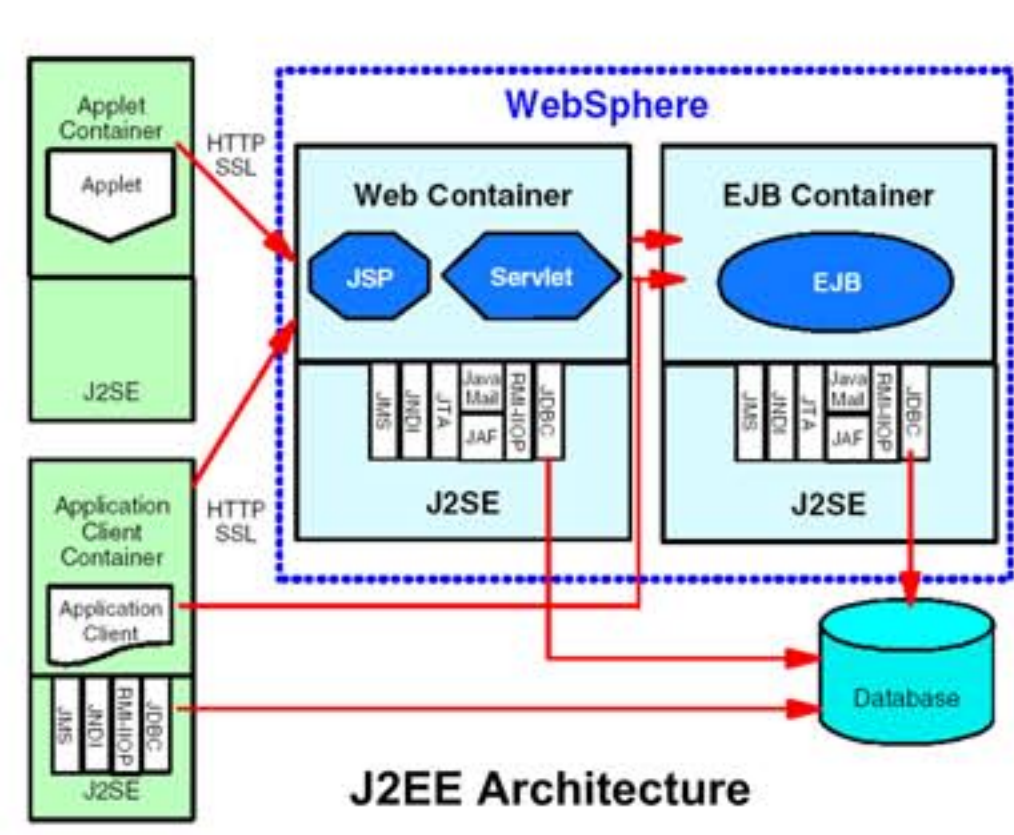 WebSphere
Applet
Container
Applet
J2SE
HTTP
SSL
Web Container
JSP
Servlet
JMS
JNDI
JTA
Java
Mail
JAF
RMI-IIOP
JDBC
J2SE
EJB Container
EJB
JMS
JNDI
JTA
Java
Mail
JAF
RMI-IIOP
JDBC
J2SE
Application
Client
Container
HTTP
SSL
Application
Client
JMS
JNDI
RMI-IIOP
JDBC
J2SE
Database
J2EE Architecture